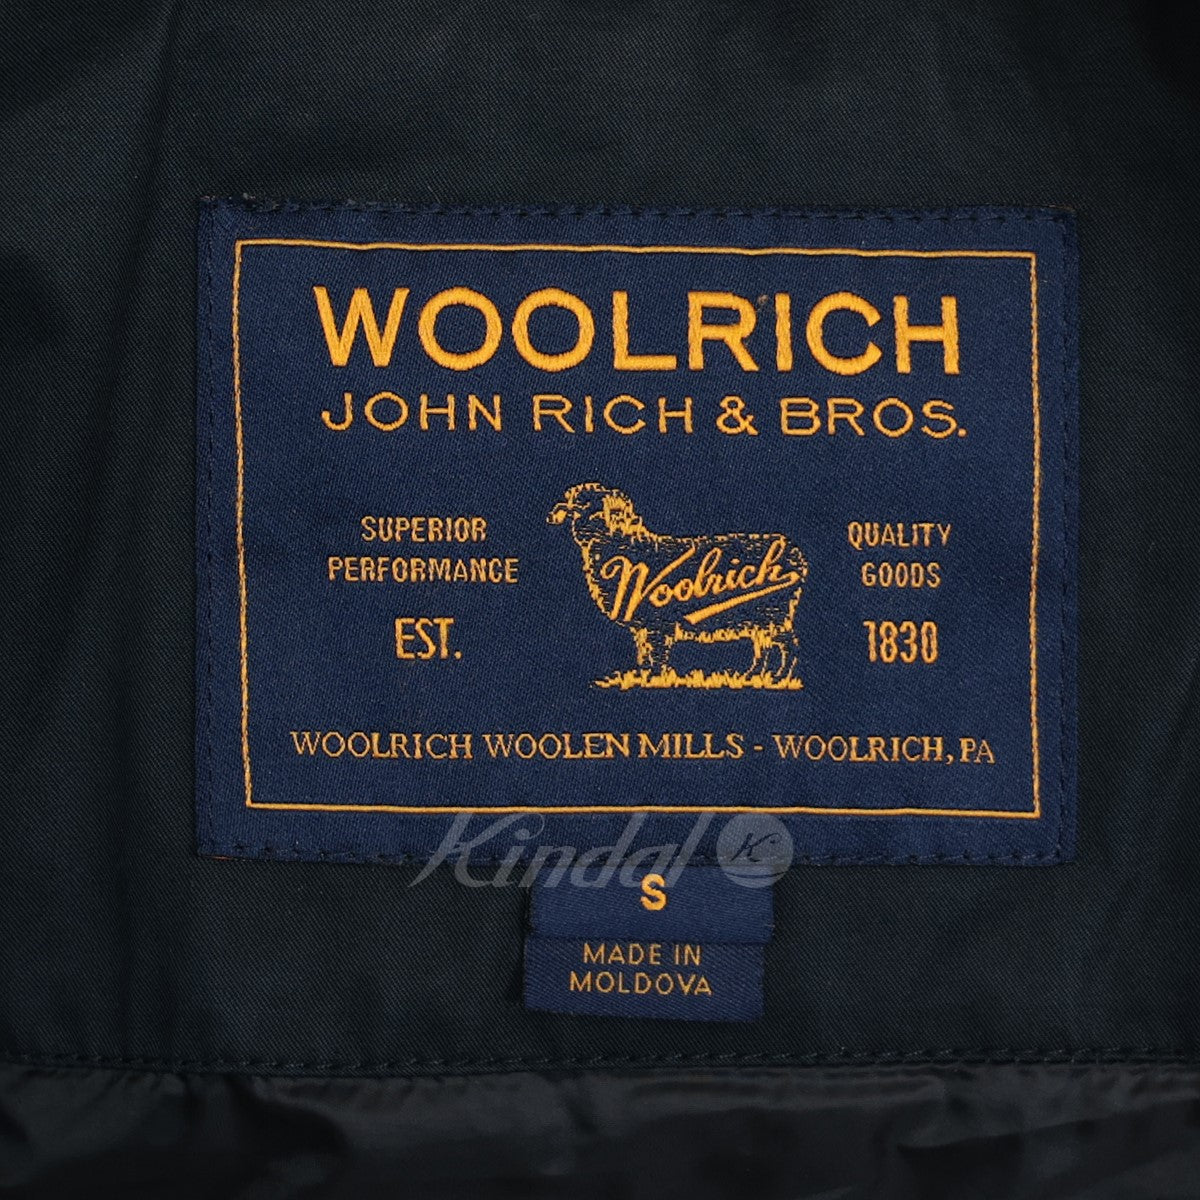 WOOLRICH
JOHN RICH & BROS.
SUPERIOR
PERFORMANCE
EST.
Woolrich
QUALITY
GOODS
1830
WOOLRICH WOOLEN MILLS - WOOLRICH, PA
Kindal
K
S
MADE IN
MOLDOVA